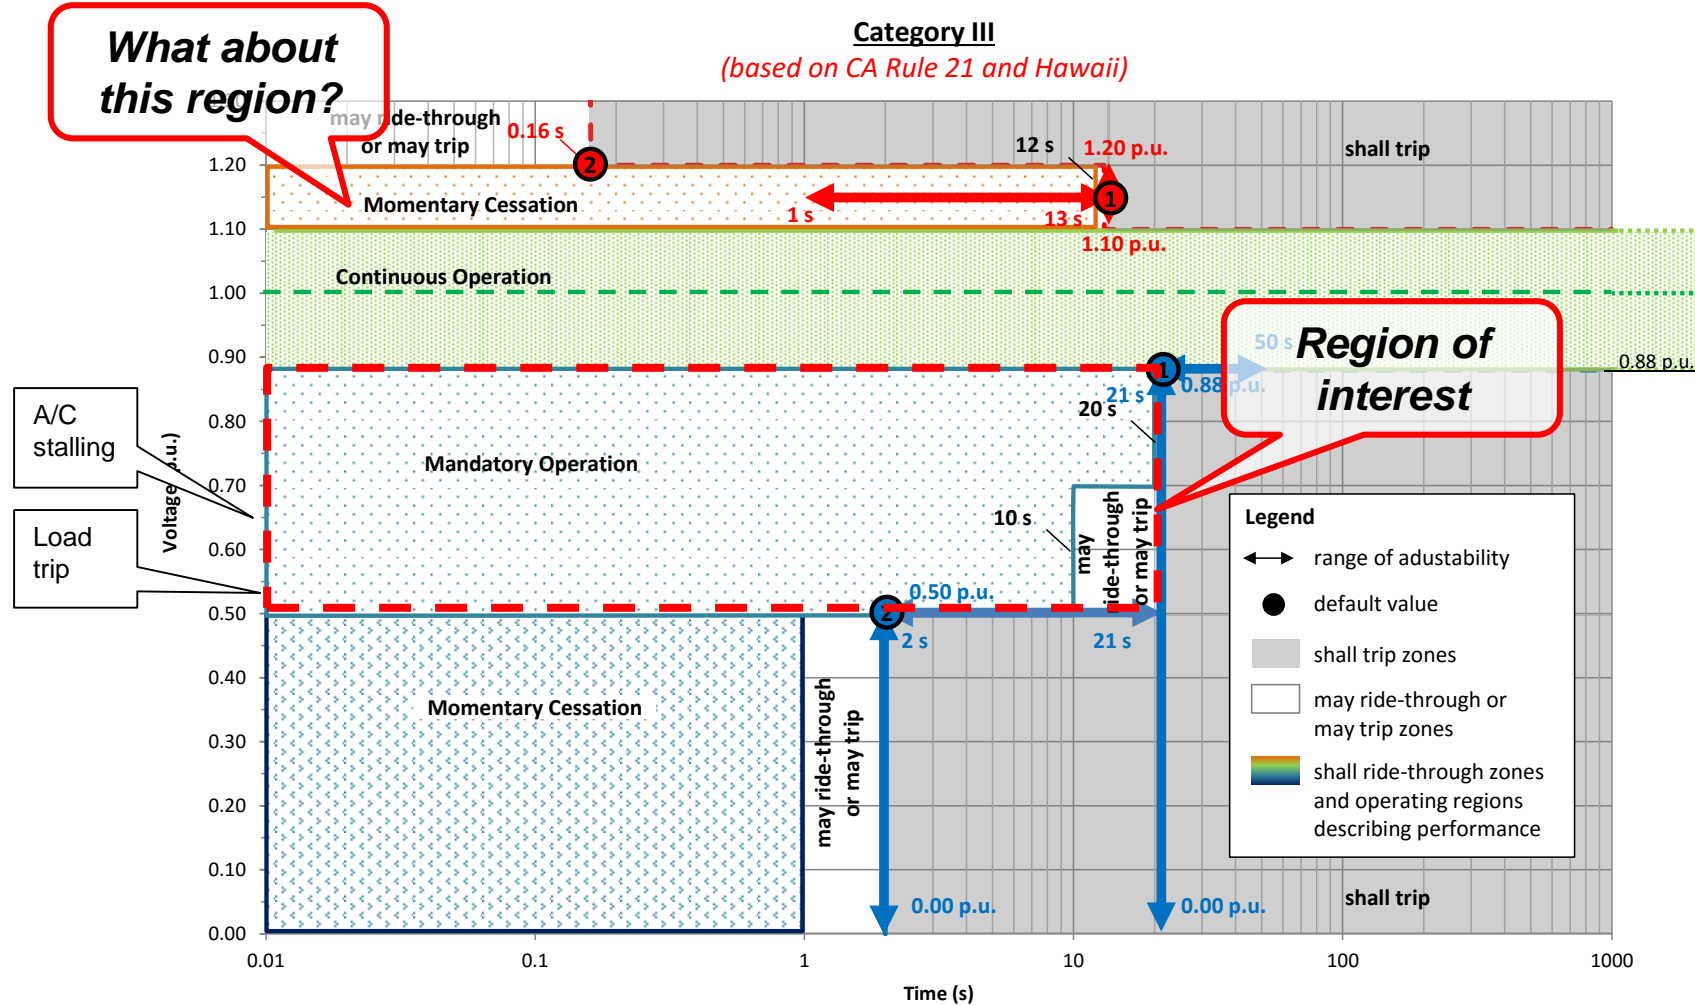 What about
this region?
Category III
(based on CA Rule 21 and Hawaii)
may ride-through
or may trip
0.16 s
2
12 s
1.20 p.u.
shall trip
1.20
Momentary Cessation
1 s
13 s
1
1.10
1.10 p.u.
Continuous Operation
1.00
0.90
50 s
Region of
interest
0.88 p.u.
1
21 s
0.88 p.u.
20 s
0.80
A/C
stalling
Mandatory Operation
0.70
Voltage (p.u.)
10 s
may
ride-through
or may trip
Load
trip
0.60
0.50
0.50 p.u.
2
2 s
21 s
Legend
range of adustability
default value
shall trip zones
may ride-through or
may trip zones
shall ride-through zones
and operating regions
describing performance
0.40
Momentary Cessation
may ride-through
or may trip
0.30
0.20
0.10
0.00 p.u.
0.00 p.u.
shall trip
0.00
0.01
0.1
1
10
100
1000
Time (s)